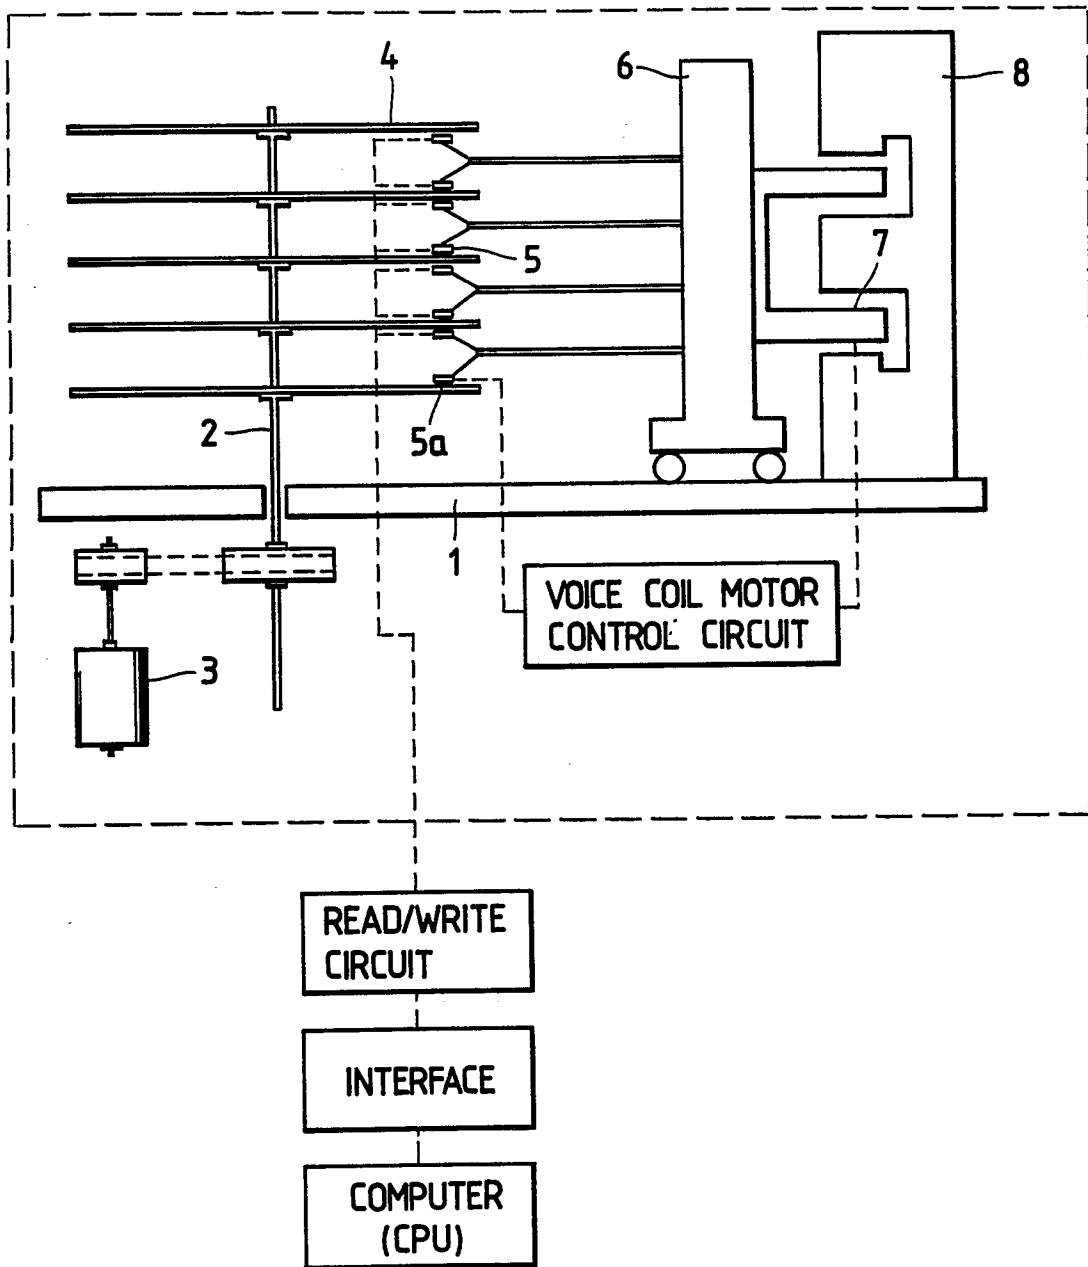 4
6
8
5
7
2
5a
1
VOICE COIL MOTOR
CONTROL CIRCUIT
3
READ/WRITE
CIRCUIT
INTERFACE
COMPUTER
(CPU)